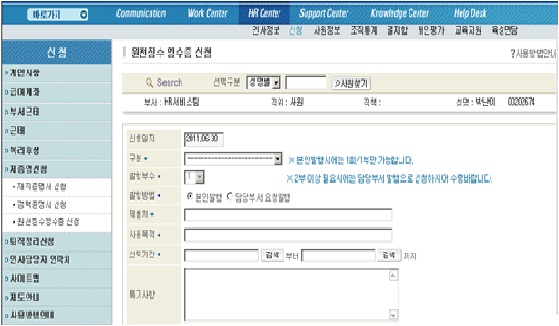 바로가기
Communication Work Center HR Center Support Center Knowledge Center Help Desk
인사정보 신청 사원정보 조직통계 결재함 개인평가 교육지원 육성면담
신청
개인사항
급여계좌
부서근태
근태
복리후생
제증명신청
재직증명서 신청
경력증명서 신청
원천징수영수증 신청
퇴직정리신청
인사담당자 연락처
사이트맵
제도안내
사용방법안내
원천징수 영수증 신청
?사용방법안내
Search 선택구분 성명별 사원찾기
부서 : HR서비스팀 직위 : 사원 직책 : 성명 : 박난이 00202674
신청일자 2011.06.30
구분 ※ 본인발행시에는 1회/1부만 가능합니다.
발행부수 1 ※ 2부 이상 필요시에는 담당부서 발행으로 신청하시어 수령바랍니다.
발행방법 본인발행 담당부서 요청발행
제출처
사용목적
선택기간 검색 부터 검색 까지
특기사항